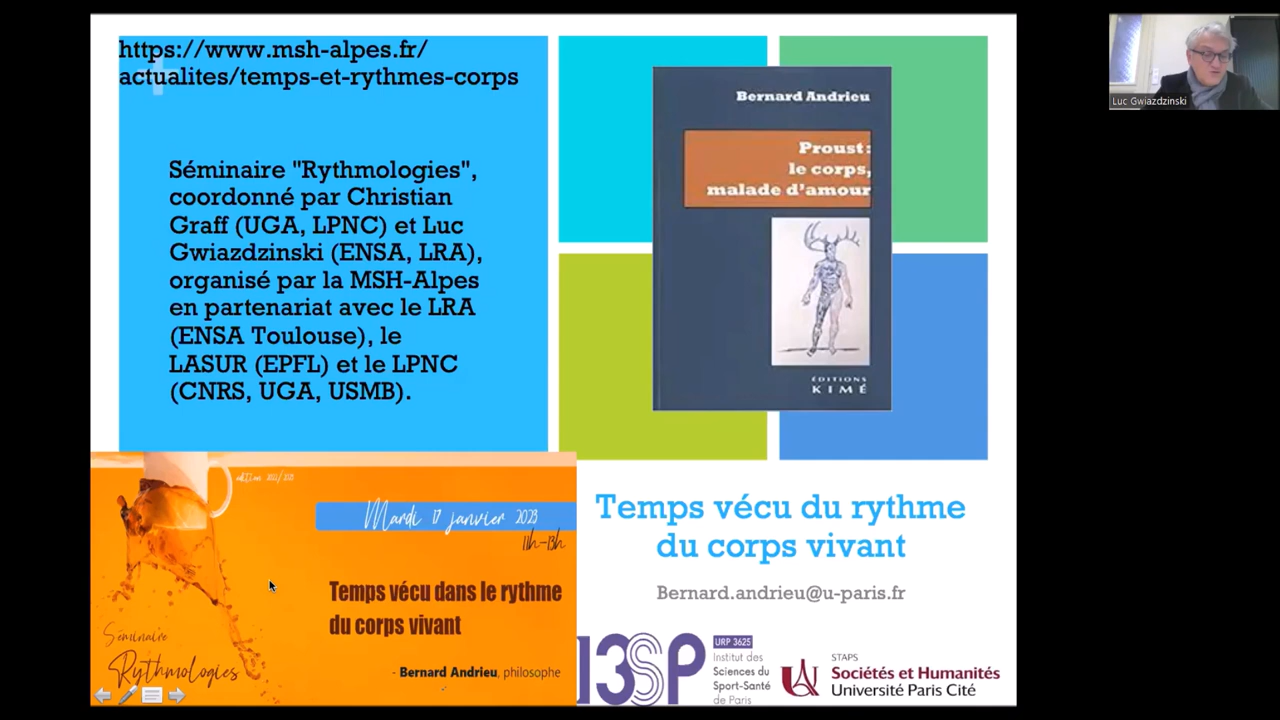 https://www.msh-alpes.fr/
actualites/temps-et-rythmes-corps
Séminaire "Rythmologies",
coordonné par Christian
Graff (UGA, LPNC) et Luc
Gwiazdzinski (ENSA, LRA),
organisé par la MSH-Alpes
en partenariat avec le LRA
(ENSA Toulouse), le
LASUR (EPFL) et le LPNC
(CNRS, UGA, USMB).
Bernard Andrieu
Proust :
le corps,
malade d'amour
ÉDITIONS
KIMÉ
Luc Gwiazdzinski
édition 2022/2023
Mardi 17 janvier 2023
11h-13h
Temps vécu dans le rythme
du corps vivant
Séminaire
Rythmologies
- Bernard Andrieu, philosophe
Temps vécu du rythme
du corps vivant
Bernard.andrieu@u-paris.fr
I3SP
URP 3625
Institut des
Sciences du
Sport-Santé
de Paris
STAPS
Sociétés et Humanités
Université Paris Cité